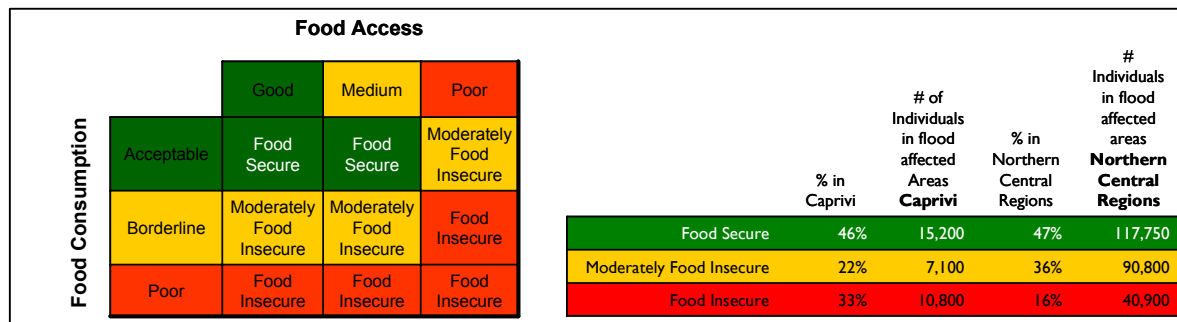 Food Access
Food Consumption
Good
Medium
Poor
Acceptable
Food
Secure
Food
Secure
Moderately
Food
Insecure
Borderline
Moderately
Food
Insecure
Moderately
Food
Insecure
Food
Insecure
Poor
Food
Insecure
Food
Insecure
Food
Insecure
% in
Caprivi
# of
Individuals
in flood
affected
Areas
Caprivi
% in
Northern
Central
Regions
#
Individuals
in flood
affected
areas
Northern
Central
Regions
Food Secure 46% 15,200 47% 117,750
Moderately Food Insecure 22% 7,100 36% 90,800
Food Insecure 33% 10,800 16% 40,900